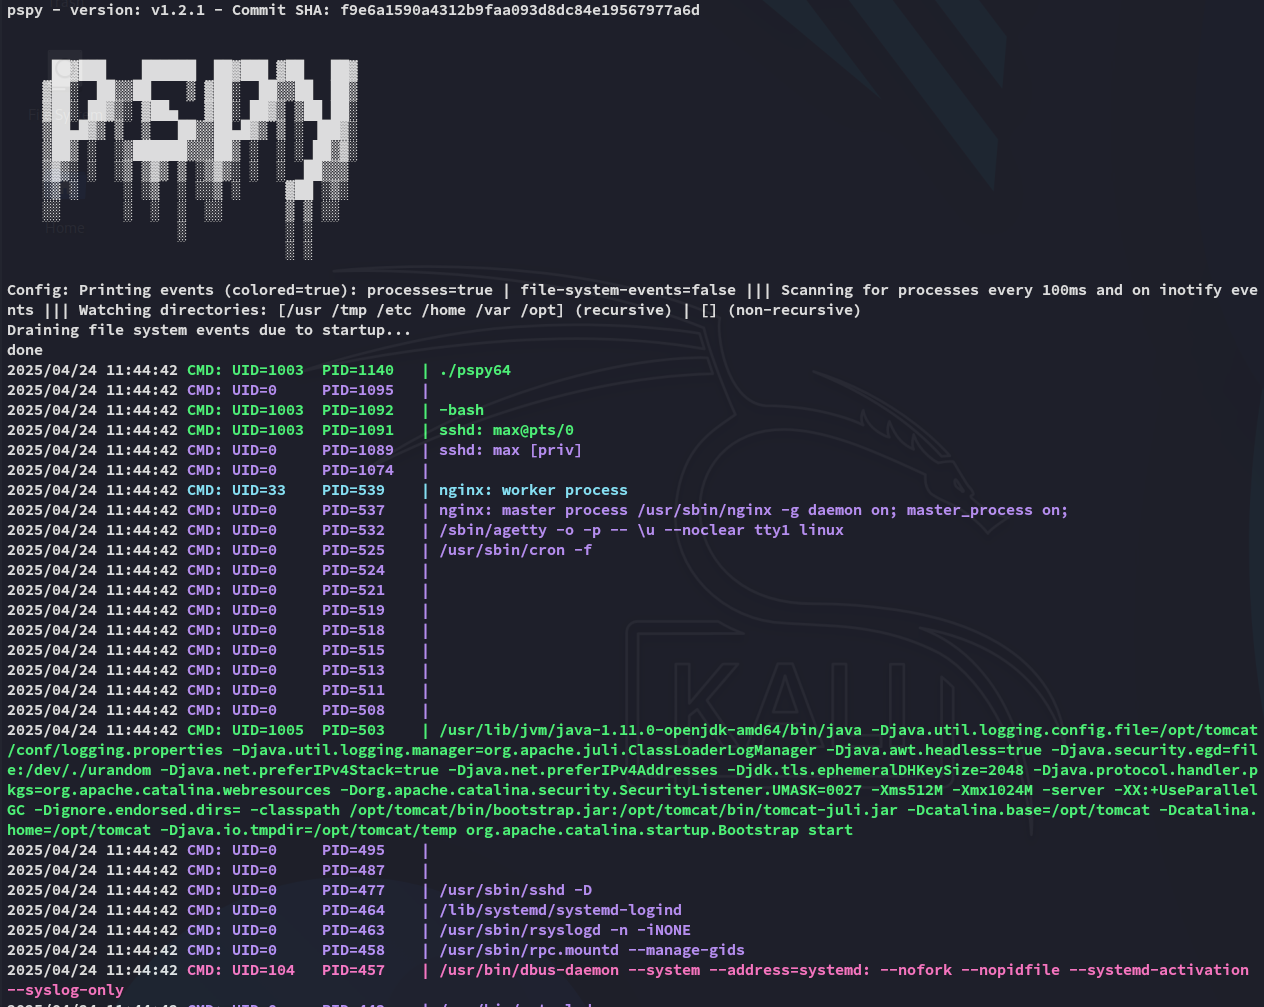 pspy - version: v1.2.1 - Commit SHA: f9e6a1590a4312b9faa093d8dc84e19567977a6d
PSPY
Home
Config: Printing events (colored=true): processes=true | file-system-events=false ||| Scanning for processes every 100ms and on inotify eve
nts ||| Watching directories: [/usr /tmp /etc /home /var /opt] (recursive) | [] (non-recursive)
Draining file system events due to startup...
done
2025/04/24 11:44:42 CMD: UID=1003  PID=1140   | ./pspy64
2025/04/24 11:44:42 CMD: UID=0     PID=1095   |
2025/04/24 11:44:42 CMD: UID=1003  PID=1092   | -bash
2025/04/24 11:44:42 CMD: UID=1003  PID=1091   | sshd: max@pts/0
2025/04/24 11:44:42 CMD: UID=0     PID=1089   | sshd: max [priv]
2025/04/24 11:44:42 CMD: UID=0     PID=1074   |
2025/04/24 11:44:42 CMD: UID=33    PID=539    | nginx: worker process
2025/04/24 11:44:42 CMD: UID=0     PID=537    | nginx: master process /usr/sbin/nginx -g daemon on; master_process on;
2025/04/24 11:44:42 CMD: UID=0     PID=532    | /sbin/agetty -o -p -- \u --noclear tty1 linux
2025/04/24 11:44:42 CMD: UID=0     PID=525    | /usr/sbin/cron -f
2025/04/24 11:44:42 CMD: UID=0     PID=524    |
2025/04/24 11:44:42 CMD: UID=0     PID=521    |
2025/04/24 11:44:42 CMD: UID=0     PID=519    |
2025/04/24 11:44:42 CMD: UID=0     PID=518    |
2025/04/24 11:44:42 CMD: UID=0     PID=515    |
2025/04/24 11:44:42 CMD: UID=0     PID=513    |
2025/04/24 11:44:42 CMD: UID=0     PID=511    |
2025/04/24 11:44:42 CMD: UID=0     PID=508    |
KALI
2025/04/24 11:44:42 CMD: UID=1005  PID=503    | /usr/lib/jvm/java-1.11.0-openjdk-amd64/bin/java -Djava.util.logging.config.file=/opt/tomcat
/conf/logging.properties -Djava.util.logging.manager=org.apache.juli.ClassLoaderLogManager -Djava.awt.headless=true -Djava.security.egd=fil
e:/dev/./urandom -Djava.net.preferIPv4Stack=true -Djava.net.preferIPv4Addresses -Djdk.tls.ephemeralDHKeySize=2048 -Djava.protocol.handler.p
kgs=org.apache.catalina.webresources -Dorg.apache.catalina.security.SecurityListener.UMASK=0027 -Xms512M -Xmx1024M -server -XX:+UseParallel
GC -Dignore.endorsed.dirs= -classpath /opt/tomcat/bin/bootstrap.jar:/opt/tomcat/bin/tomcat-juli.jar -Dcatalina.base=/opt/tomcat -Dcatalina.
home=/opt/tomcat -Djava.io.tmpdir=/opt/tomcat/temp org.apache.catalina.startup.Bootstrap start
2025/04/24 11:44:42 CMD: UID=0     PID=495    |
2025/04/24 11:44:42 CMD: UID=0     PID=487    |
2025/04/24 11:44:42 CMD: UID=0     PID=477    | /usr/sbin/sshd -D
2025/04/24 11:44:42 CMD: UID=0     PID=464    | /lib/systemd/systemd-logind
2025/04/24 11:44:42 CMD: UID=0     PID=463    | /usr/sbin/rsyslogd -n -iNONE
2025/04/24 11:44:42 CMD: UID=0     PID=458    | /usr/sbin/rpc.mountd --manage-gids
2025/04/24 11:44:42 CMD: UID=104   PID=457    | /usr/bin/dbus-daemon --system --address=systemd: --nofork --nopidfile --systemd-activation
--syslog-only